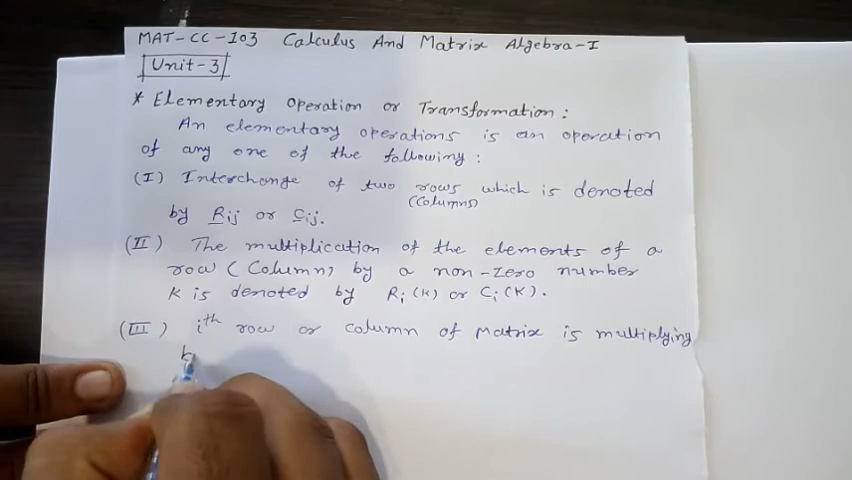 MAT-CC-103 Calculus And Matrix Algebra-I
Unit-3
* Elementary Operation or Transformation:
An elementary operations is an operation
of any one of the following:
(I) Interchange of two rows which is denoted
(Columns)
by Rij or Cij.
(II) The multiplication of the elements of a
row (Column) by a non-zero number
K is denoted by Ri(K) or Ci(K).
(III) ith row or column of matrix is multiplying